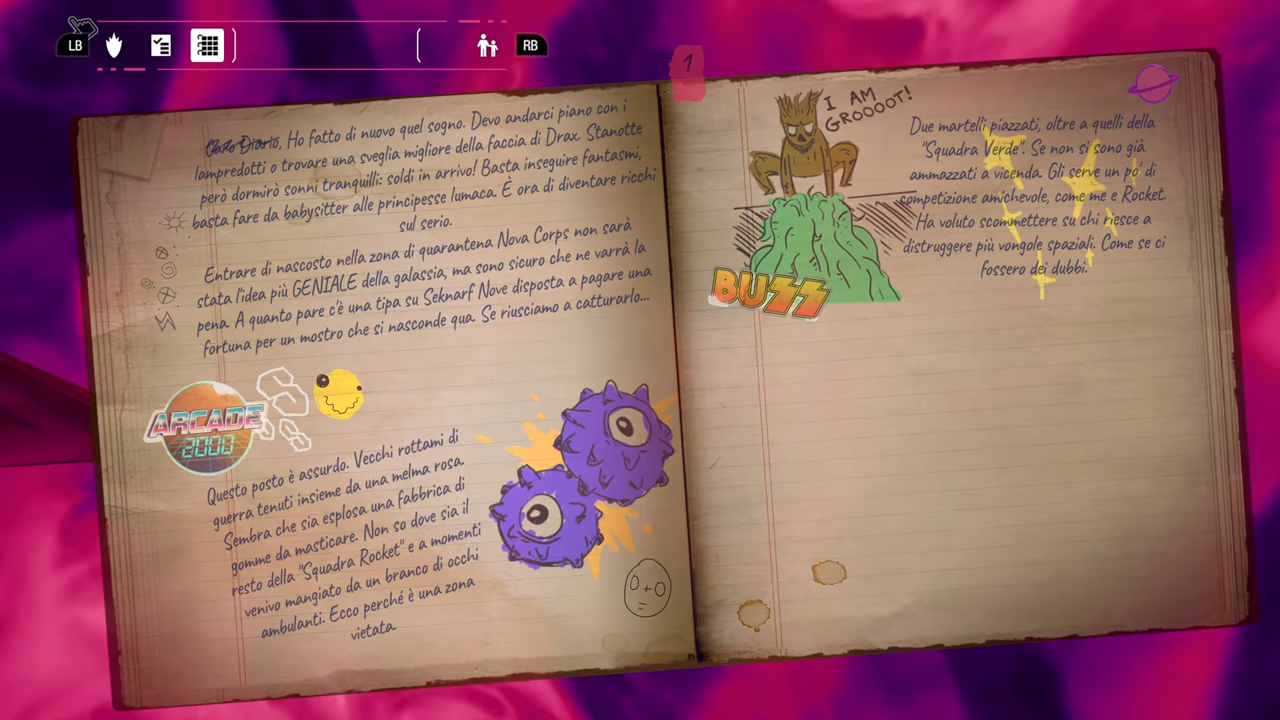 LB
RB
1
Caro Diario, Ho fatto di nuovo quel sogno. Devo andarci piano con i
lampredotti o trovare una sveglia migliore della faccia di Drax. Stanotte
però dormirò sonni tranquilli: soldi in arrivo! Basta inseguire fantasmi,
basta fare da babysitter alle principesse lumaca. È ora di diventare ricchi
sul serio.
Entrare di nascosto nella zona di quarantena Nova Corps non sarà
stata l'idea più GENIALE della galassia, ma sono sicuro che ne varrà la
pena. A quanto pare c'è una tipa su Seknarf Nove disposta a pagare una
fortuna per un mostro che si nasconde qua. Se riusciamo a catturarlo...
ARCADE
2000
Questo posto è assurdo. Vecchi rottami di
guerra tenuti insieme da una melma rosa.
Sembra che sia esplosa una fabbrica di
gomme da masticare. Non so dove sia il
resto della "Squadra Rocket" e a momenti
venivo mangiato da un branco di occhi
ambulanti. Ecco perché è una zona
vietata.
I AM
GROOOOT!
BUZZ
Due martelli piazzati, oltre a quelli della
"Squadra Verde". Se non si sono già
ammazzati a vicenda. Gli serve un po' di
competizione amichevole, come me e Rocket.
Ha voluto scommettere su chi riesce a
distruggere più vongole spaziali. Come se ci
fossero dei dubbi.